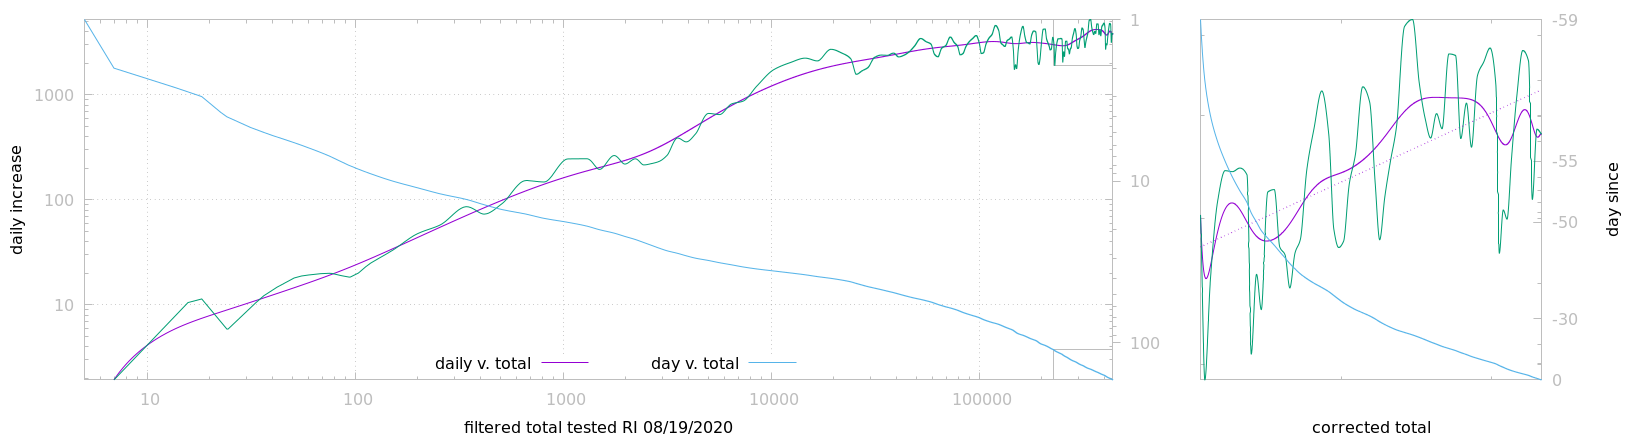 daily increase
1000
100
10
daily v. total
day v. total
10
100
1000
10000
100000
filtered total tested RI 08/19/2020
1
10
100
-59
-55
-50
-30
0
day since
corrected total